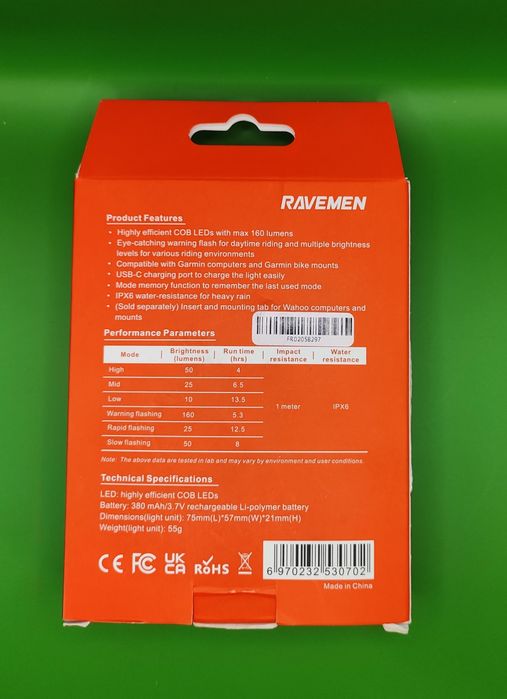 RAVEMEN
Product Features
• Highly efficient COB LEDs with max 160 lumens
• Eye-catching warning flash for daytime riding and multiple brightness
levels for various riding environments
• Compatible with Garmin computers and Garmin bike mounts
• USB-C charging port to charge the light easily
• Mode memory function to remember the last used mode
• IPX6 water-resistance for heavy rain
• (Sold separately) Insert and mounting tab for Wahoo computers and
mounts
FR02058297
Performance Parameters
Mode Brightness (lumens) Run time (hrs) Impact resistance Water resistance
High 50 4
Mid 25 6.5
Low 10 13.5
1 meter IPX6
Warning flashing 160 5.3
Rapid flashing 25 12.5
Slow flashing 50 8
Note: The above data are tested in lab and may vary by environment and user conditions.
Technical Specifications
LED: highly efficient COB LEDs
Battery: 380 mAh/3.7V rechargeable Li-polymer battery
Dimensions(light unit): 75mm(L)*57mm(W)*21mm(H)
Weight(light unit): 55g
CE FC UK CA RoHS
6 970232 530702
Made in China